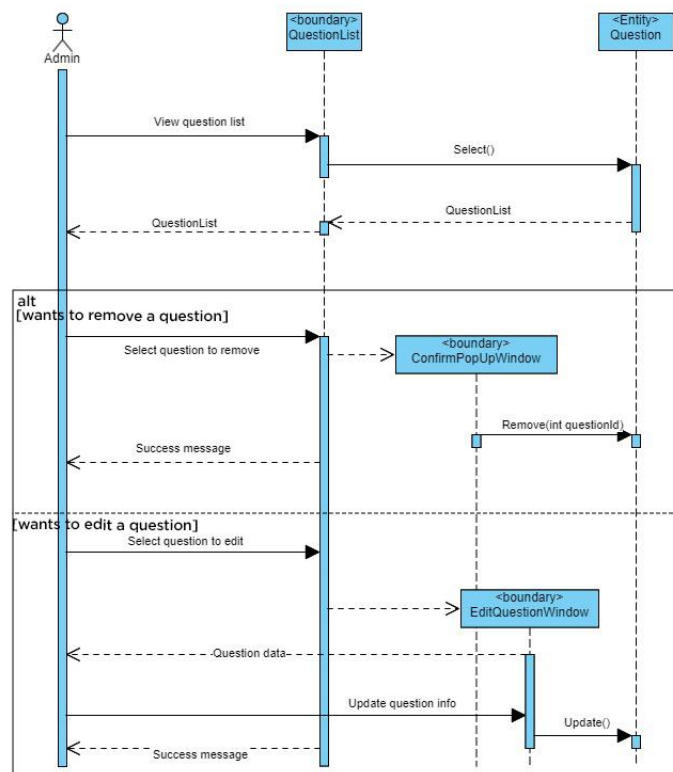 <boundary>
QuestionList
<Entity>
Question
Admin
View question list
Select()
QuestionList
QuestionList
alt
[wants to remove a question]
Select question to remove
<boundary>
ConfirmPopUpWindow
Remove(int questionId)
Success message
[wants to edit a question]
Select question to edit
<boundary>
EditQuestionWindow
Question data
Update question info
Update()
Success message